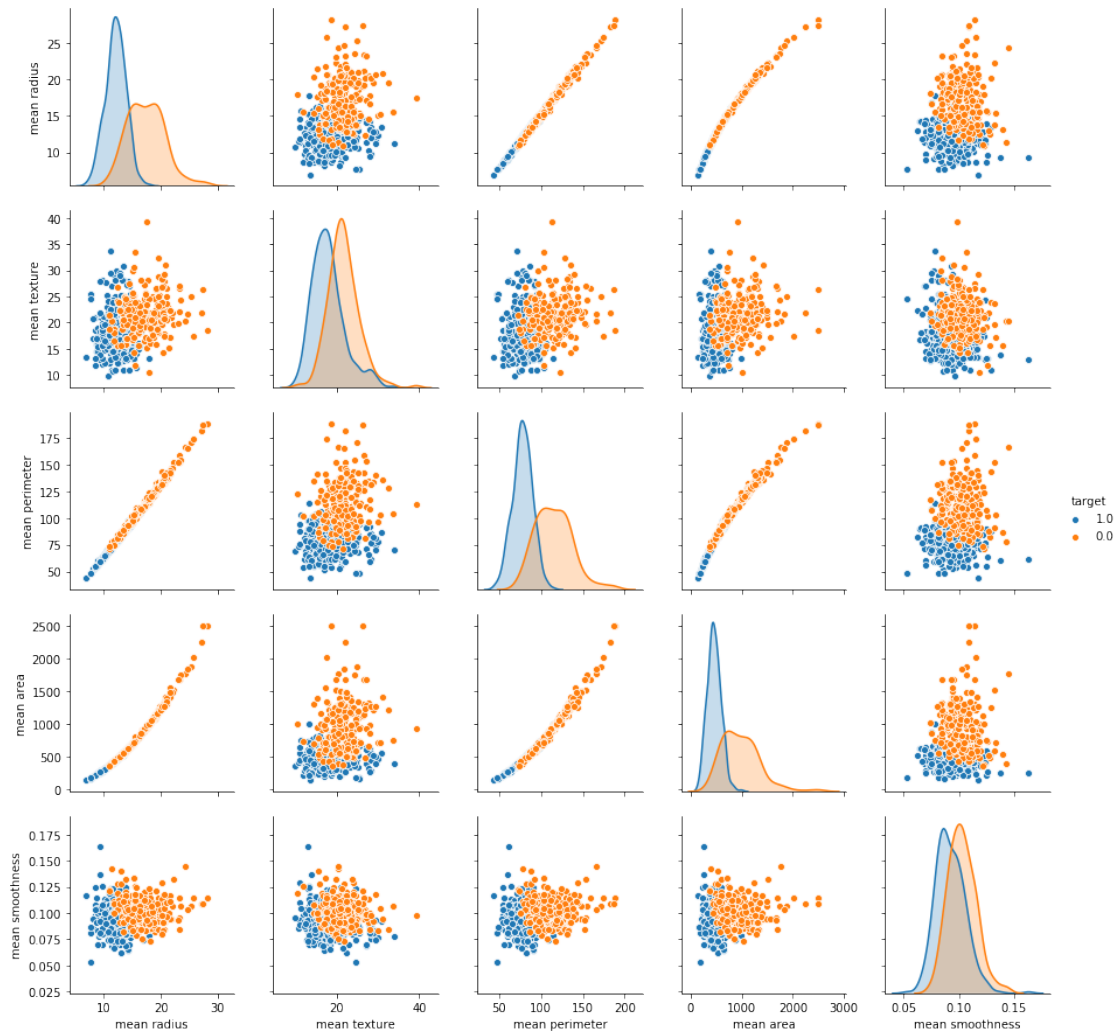 mean radius
25
20
15
10
mean texture
40
35
30
25
20
15
10
mean perimeter
175
150
125
100
75
50
target
1.0
0.0
mean area
2500
2000
1500
1000
500
0
mean smoothness
0.175
0.150
0.125
0.100
0.075
0.050
0.025
10 20 30
20 40
50 100 150 200
0 1000 2000 3000
0.05 0.10 0.15
mean radius
mean texture
mean perimeter
mean area
mean smoothness